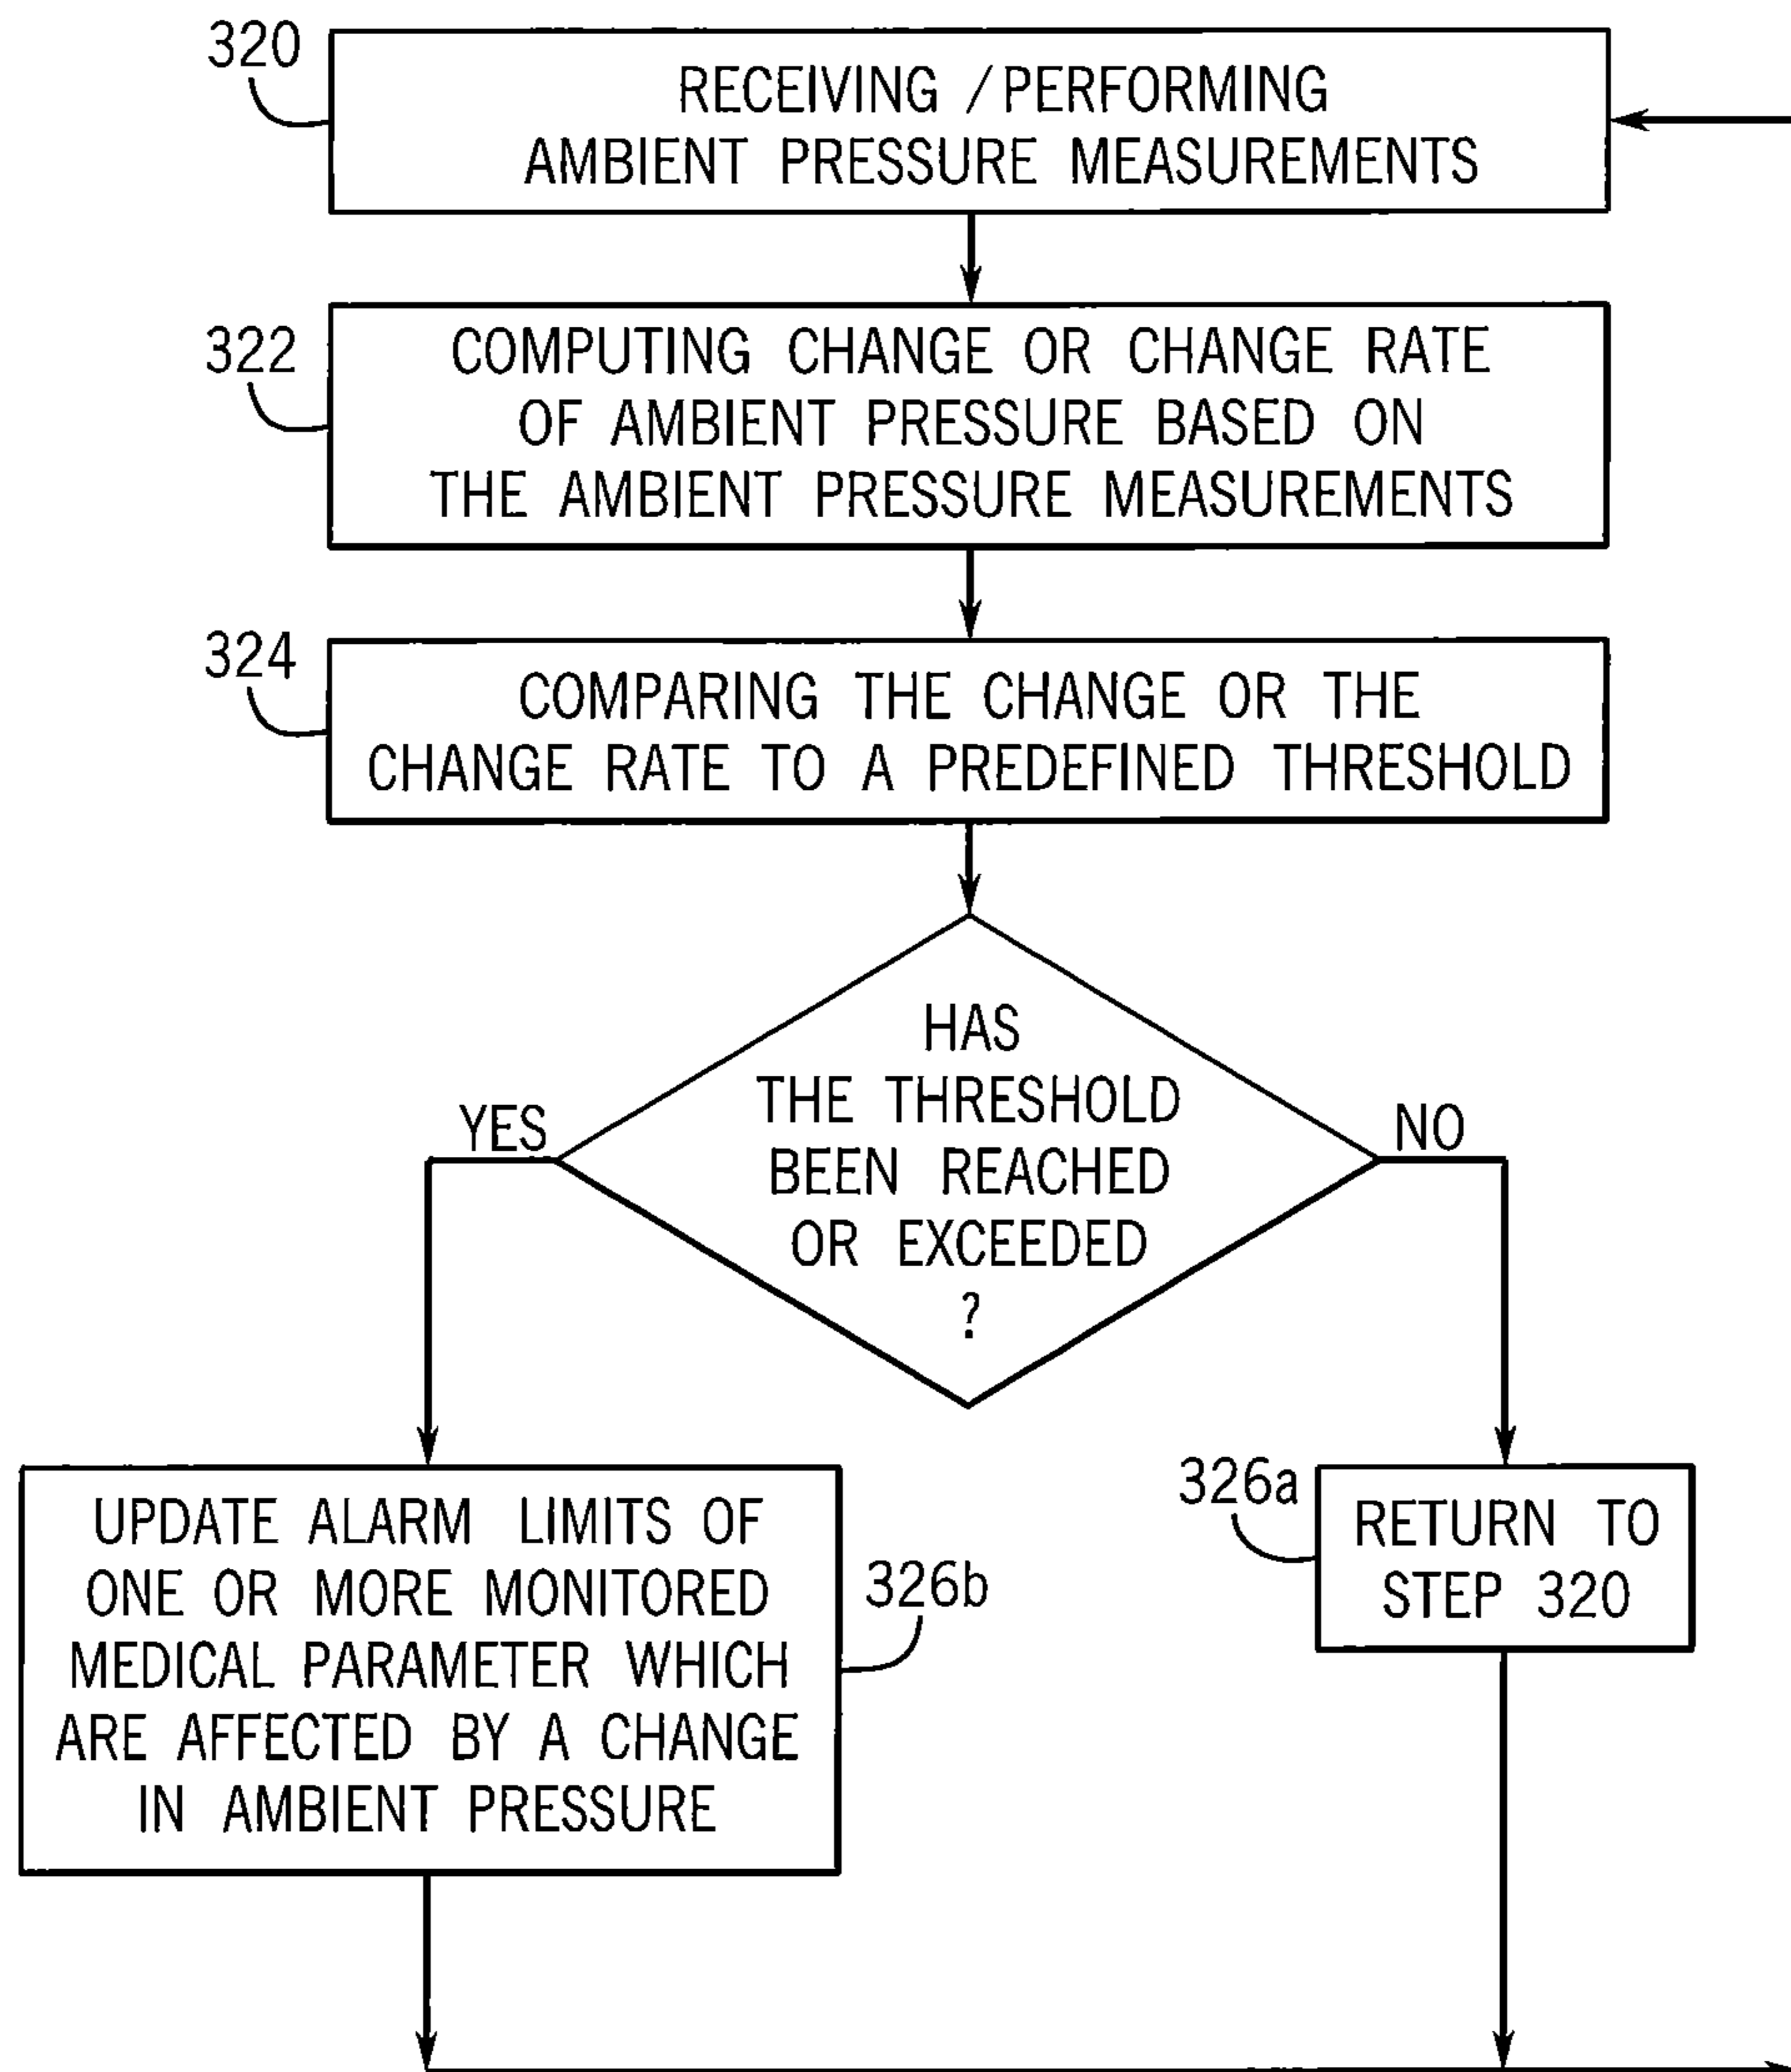 320
RECEIVING / PERFORMING
AMBIENT PRESSURE MEASUREMENTS
322
COMPUTING CHANGE OR CHANGE RATE
OF AMBIENT PRESSURE BASED ON
THE AMBIENT PRESSURE MEASUREMENTS
324
COMPARING THE CHANGE OR THE
CHANGE RATE TO A PREDEFINED THRESHOLD
HAS
THE THRESHOLD
BEEN REACHED
OR EXCEEDED
?
YES
NO
UPDATE ALARM LIMITS OF
ONE OR MORE MONITORED
MEDICAL PARAMETER WHICH
ARE AFFECTED BY A CHANGE
IN AMBIENT PRESSURE
326b
326a
RETURN TO
STEP 320